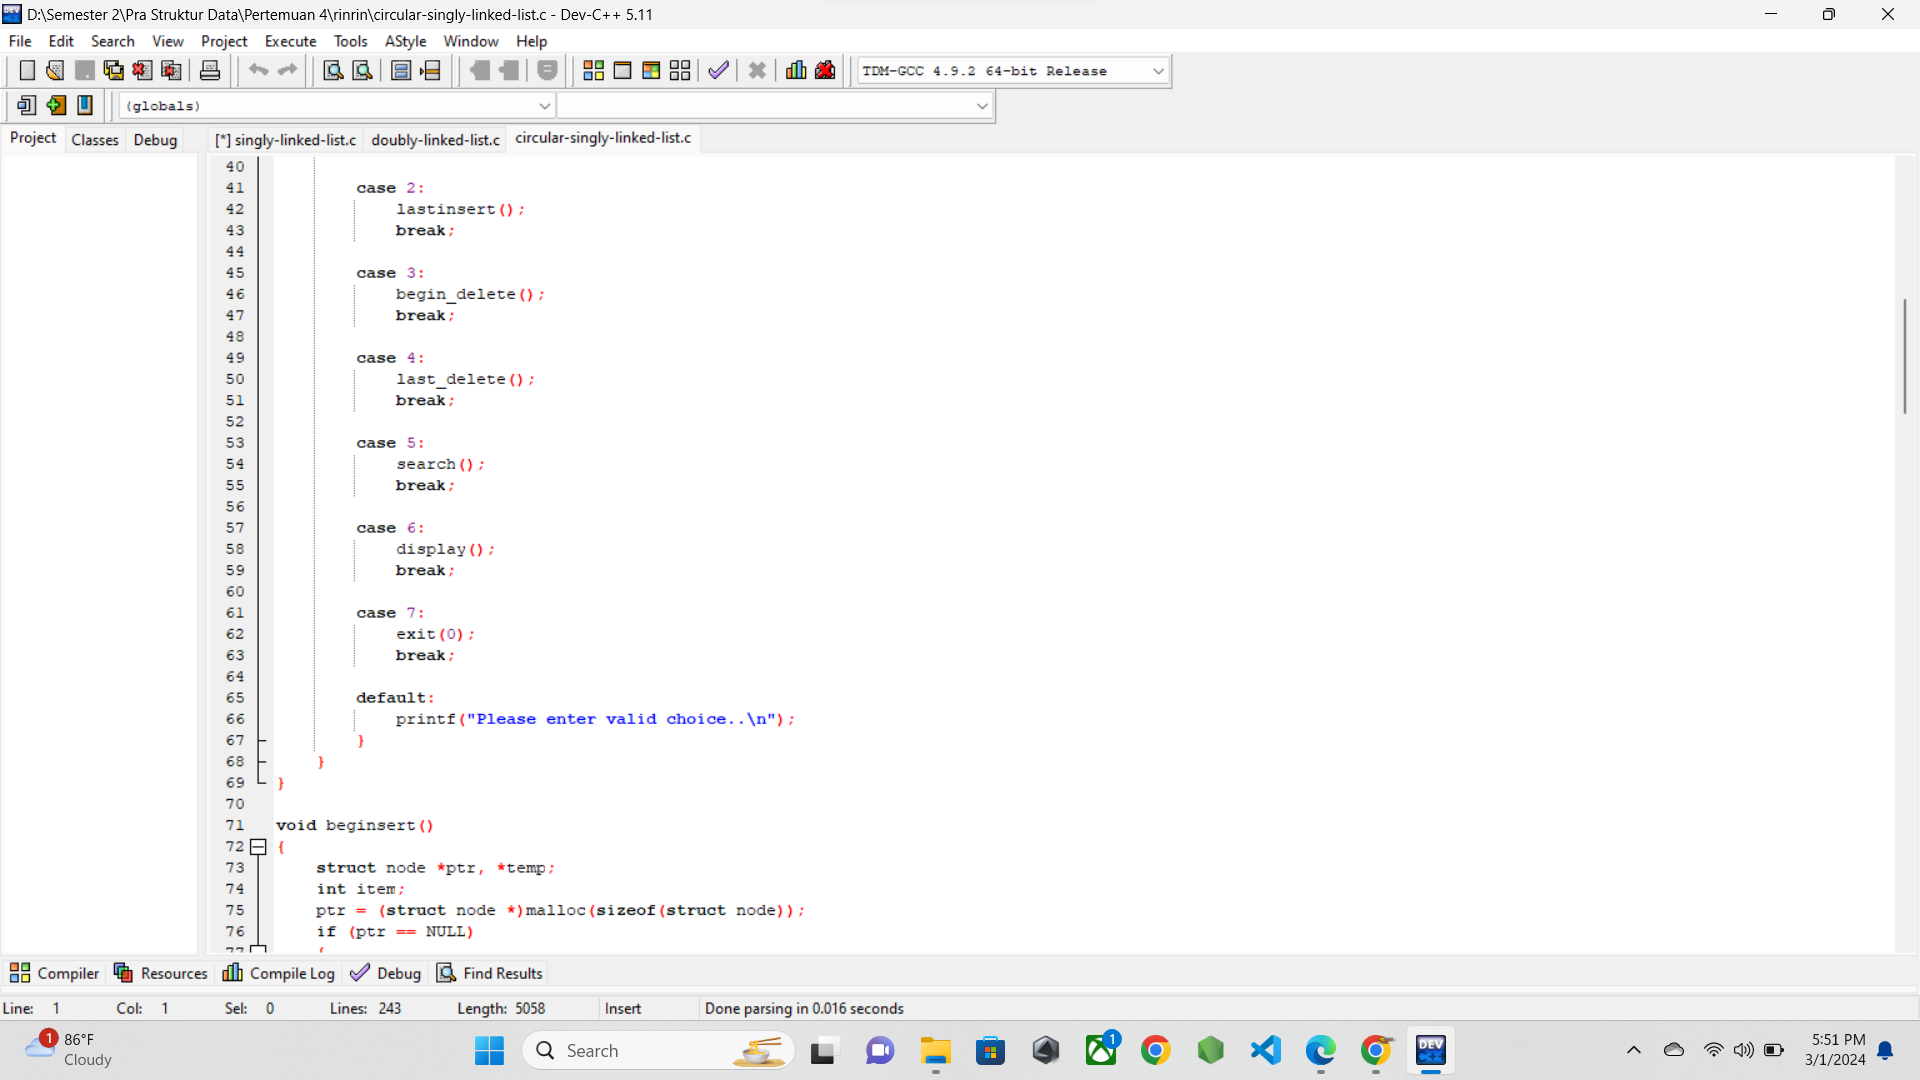 D:\Semester 2\Pra Struktur Data\Pertemuan 4\rinrin\circular-singly-linked-list.c - Dev-C++ 5.11
File Edit Search View Project Execute Tools AStyle Window Help
TDM-GCC 4.9.2 64-bit Release
(globals)
Project Classes Debug [*] singly-linked-list.c doubly-linked-list.c circular-singly-linked-list.c
40
41 case 2:
42 lastinsert();
43 break;
44
45 case 3:
46 begin_delete();
47 break;
48
49 case 4:
50 last_delete();
51 break;
52
53 case 5:
54 search();
55 break;
56
57 case 6:
58 display();
59 break;
60
61 case 7:
62 exit(0);
63 break;
64
65 default:
66 printf("Please enter valid choice..\n");
67 }
68 }
69 }
70
71 void beginsert()
72 {
73 struct node *ptr, *temp;
74 int item;
75 ptr = (struct node *)malloc(sizeof(struct node));
76 if (ptr == NULL)
77 {
Compiler Resources Compile Log Debug Find Results
Line: 1 Col: 1 Sel: 0 Lines: 243 Length: 5058 Insert Done parsing in 0.016 seconds
1 86°F
Cloudy
Search
1
DEV C++
5:51 PM
3/1/2024